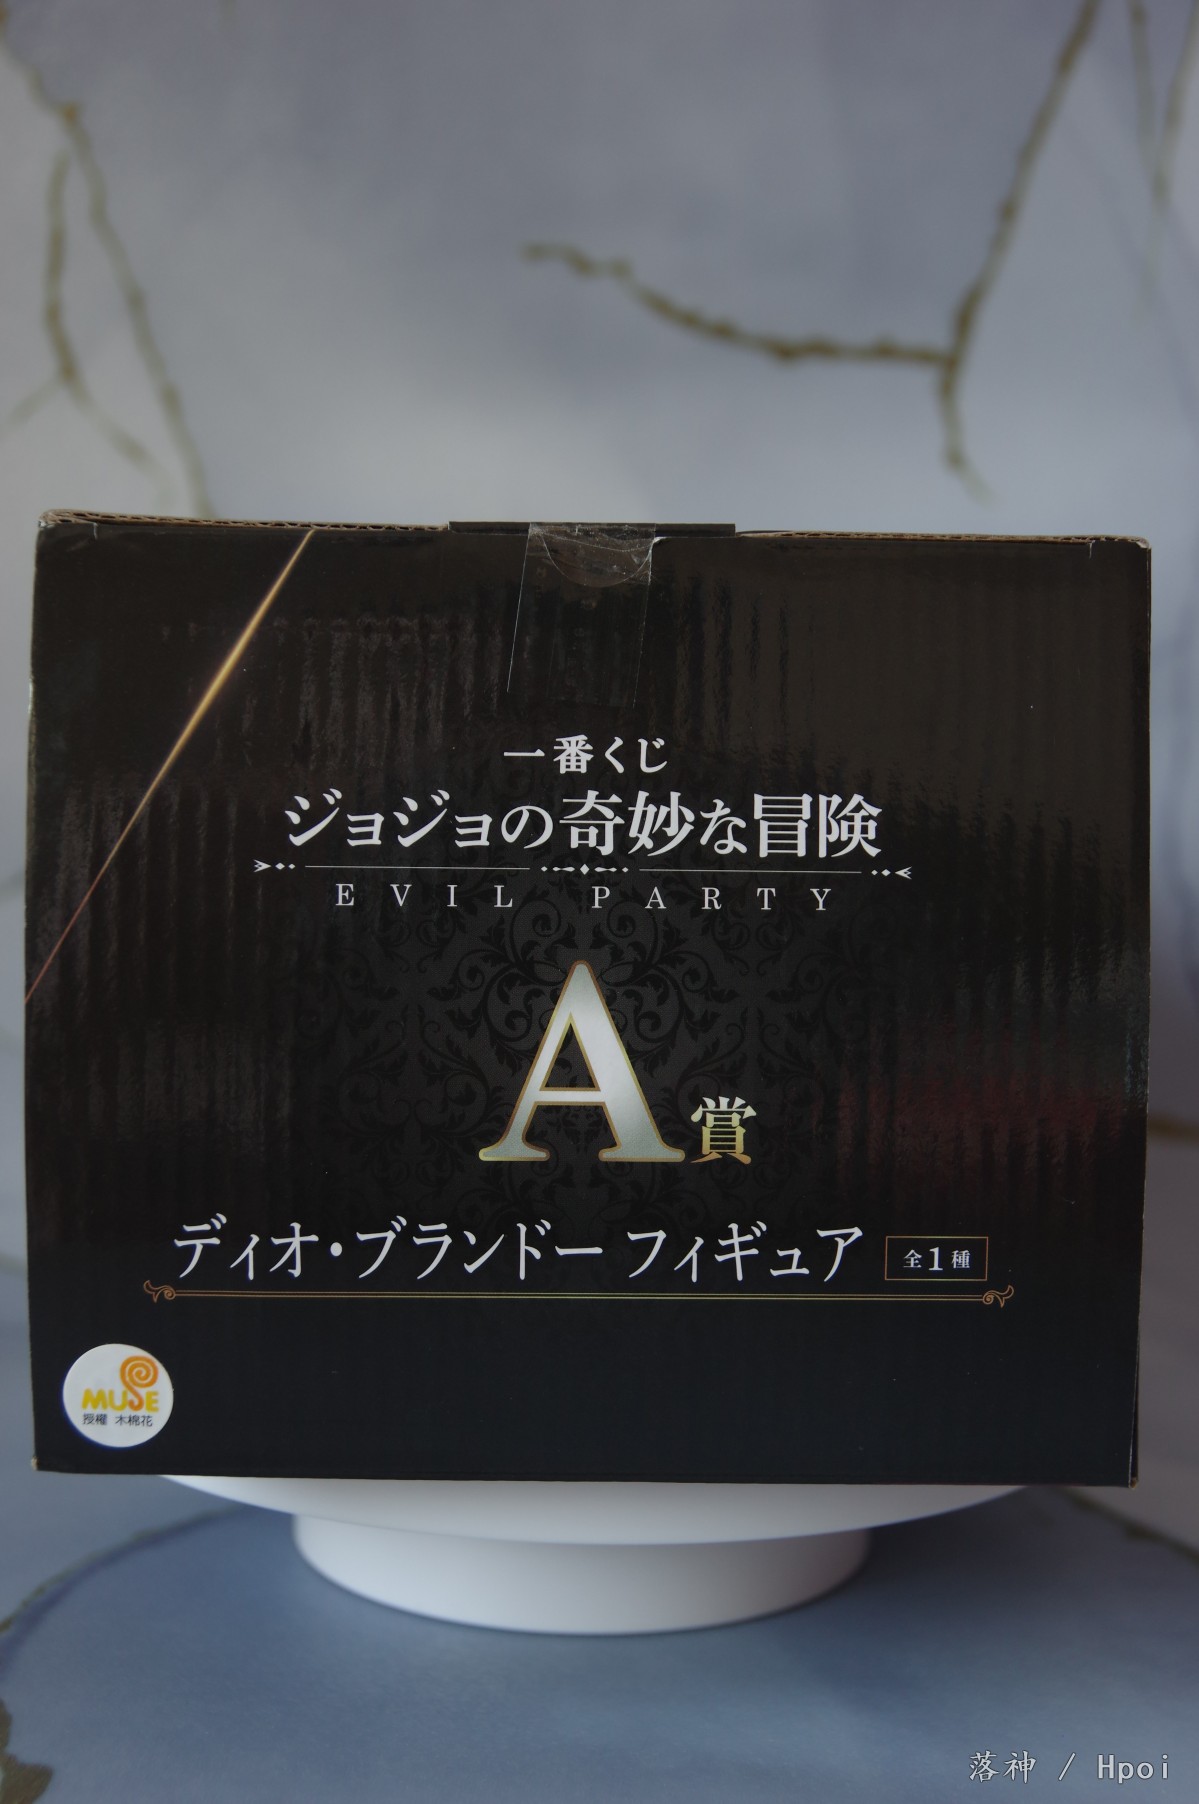 一番くじ
ジョジョの奇妙な冒険
EVIL PARTY
A賞
ディオ・ブランドー フィギュア 全1種
MUSE
授權 木棉花
落神 / Hpoi